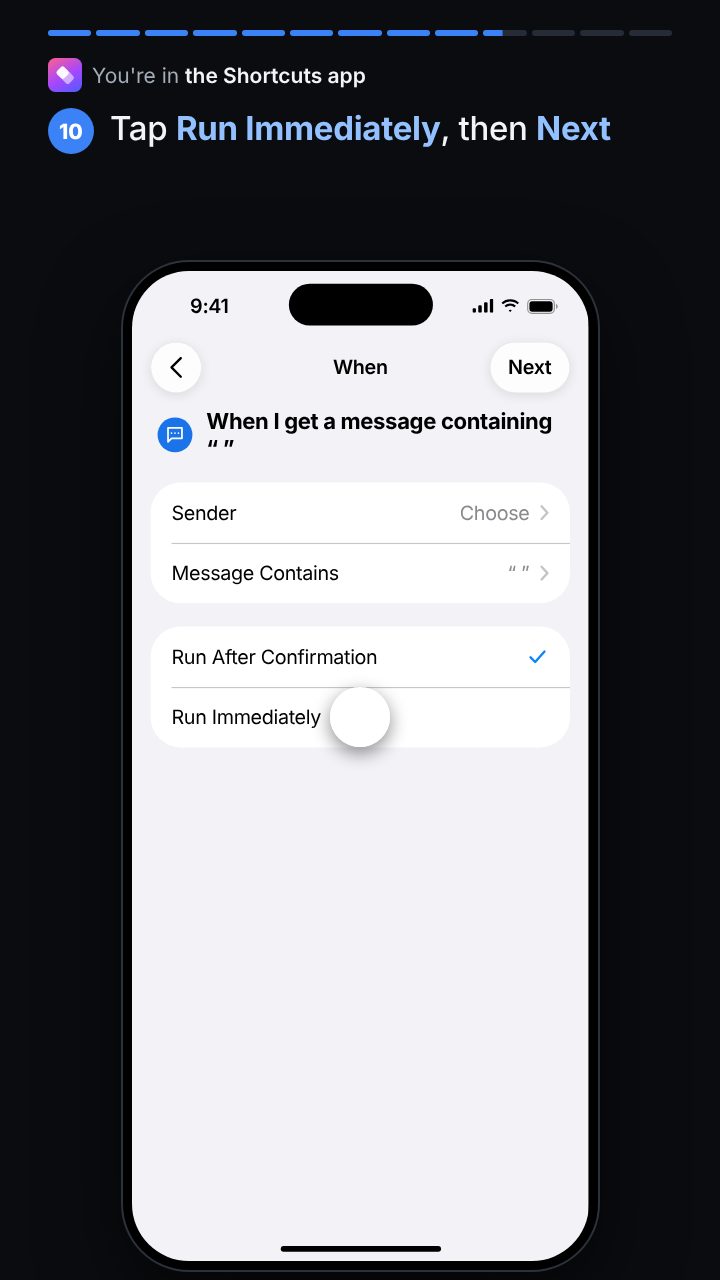 You're in the Shortcuts app
10 Tap Run Immediately, then Next
9:41
When
Next
When I get a message containing
“ ”
Sender Choose
Message Contains “ ”
Run After Confirmation
Run Immediately